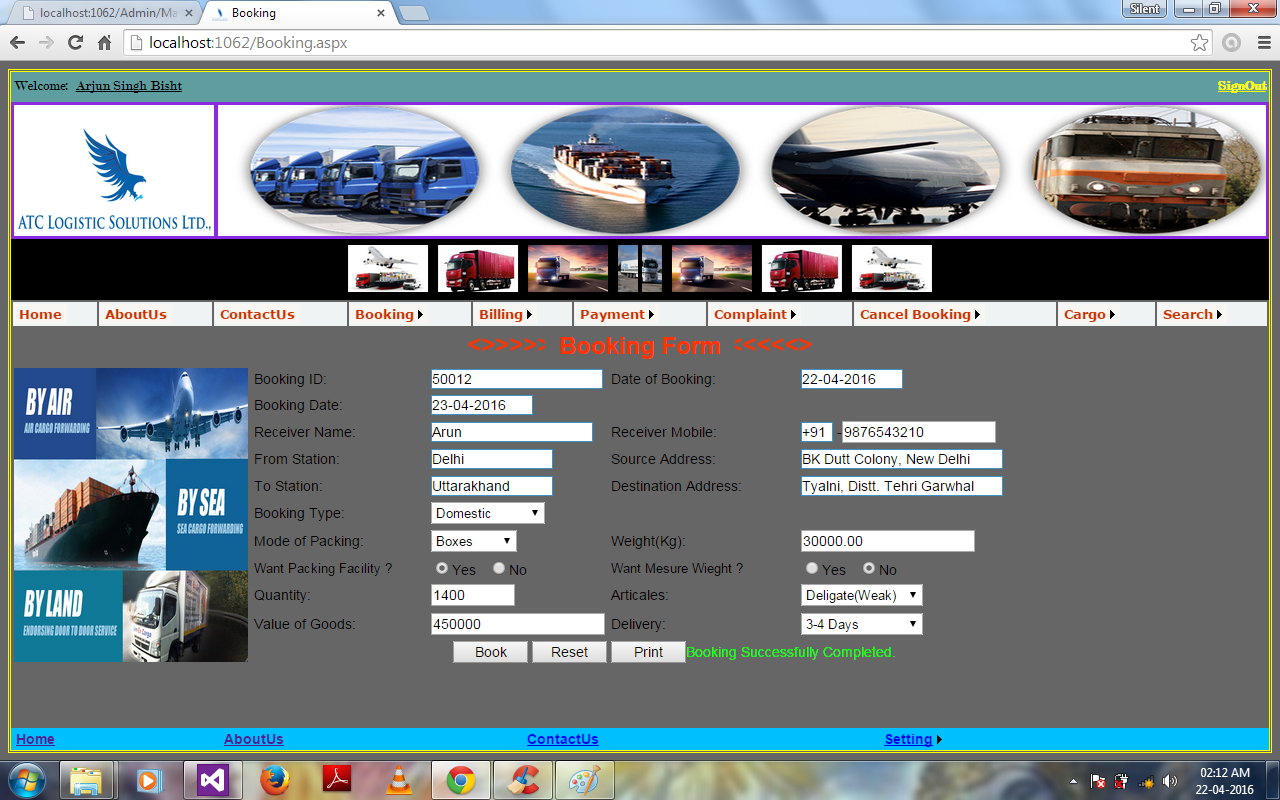 localhost:1062/Admin/Ma
Booking
Silent
localhost:1062/Booking.aspx
Welcome: Arjun Singh Bisht
SignOut
ATC LOGISTIC SOLUTIONS LTD.,
Home AboutUs ContactUs Booking Billing Payment Complaint Cancel Booking Cargo Search
<>>>>> Booking Form <<<<<>
BY AIR
AIR CARGO FORWARDING
BY SEA
SEA CARGO FORWARDING
BY LAND
ENDORSING DOOR TO DOOR SERVICE
Booking ID: 50012 Date of Booking: 22-04-2016
Booking Date: 23-04-2016
Receiver Name: Arun Receiver Mobile: +91 - 9876543210
From Station: Delhi Source Address: BK Dutt Colony, New Delhi
To Station: Uttarakhand Destination Address: Tyalni, Distt. Tehri Garwhal
Booking Type: Domestic
Mode of Packing: Boxes Weight(Kg): 30000.00
Want Packing Facility ? Yes No Want Mesure Wieght ? Yes No
Quantity: 1400 Articales: Deligate(Weak)
Value of Goods: 450000 Delivery: 3-4 Days
Book Reset Print Booking Successfully Completed.
Home AboutUs ContactUs Setting
02:12 AM
22-04-2016